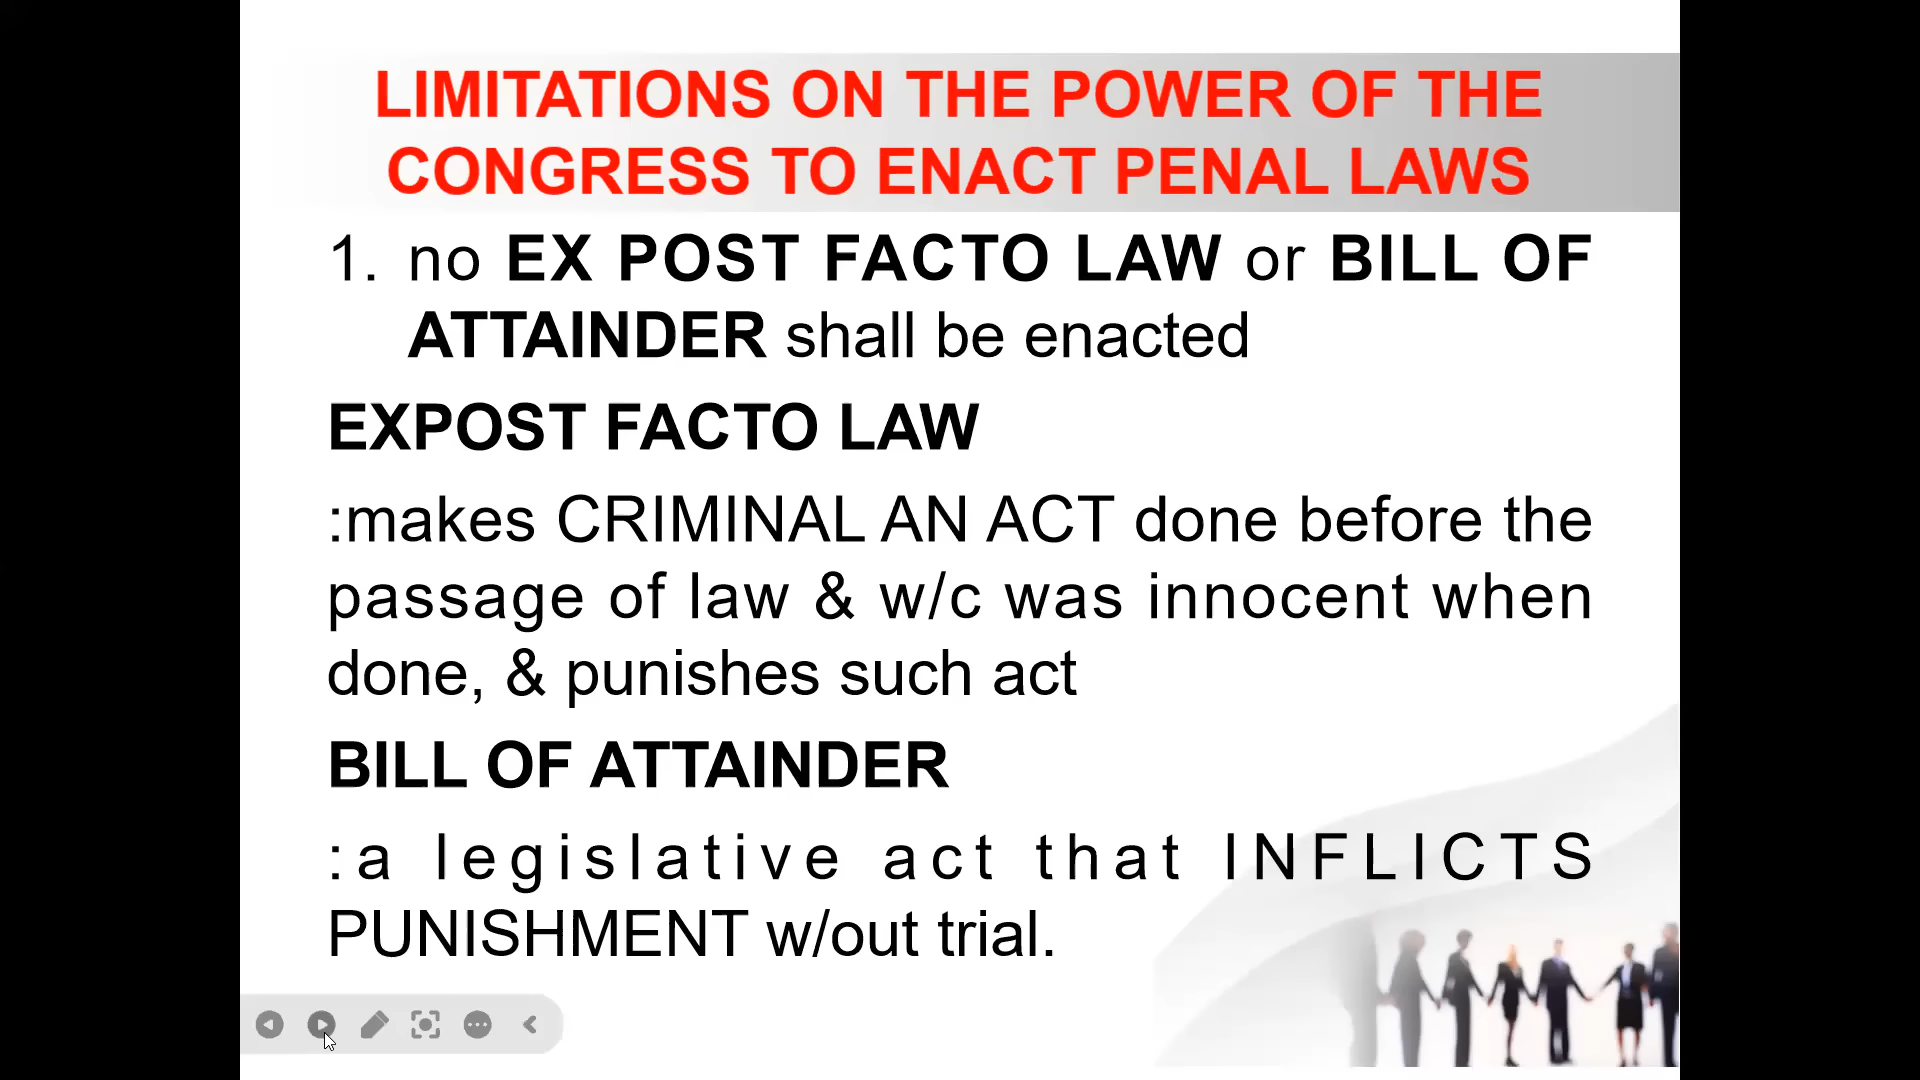 LIMITATIONS ON THE POWER OF THE
CONGRESS TO ENACT PENAL LAWS
1. no EX POST FACTO LAW or BILL OF
ATTAINDER shall be enacted
EXPOST FACTO LAW
:makes CRIMINAL AN ACT done before the
passage of law & w/c was innocent when
done, & punishes such act
BILL OF ATTAINDER
:a legislative act that INFLICTS
PUNISHMENT w/out trial.